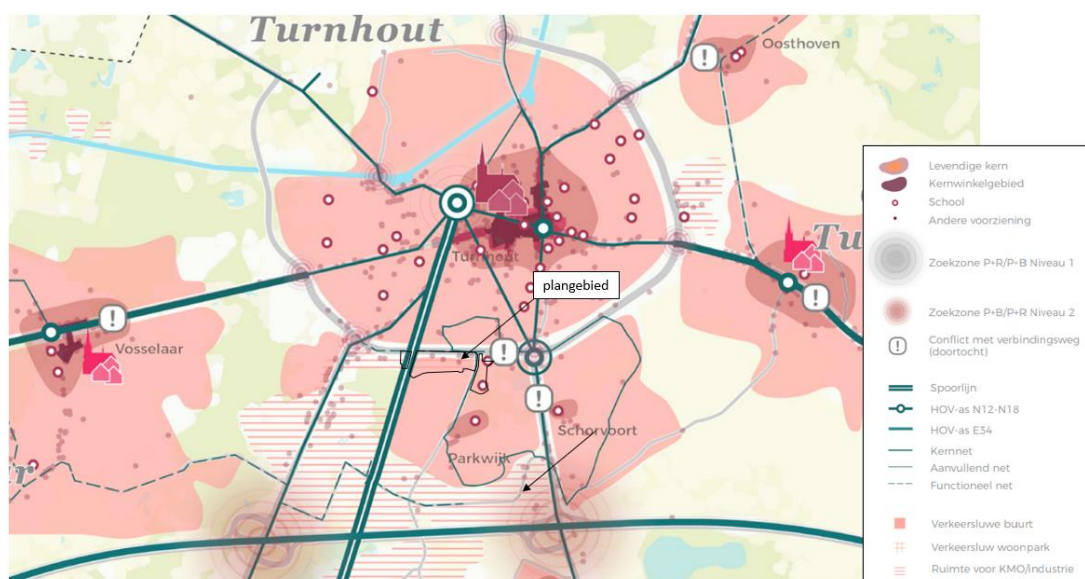 Turnhout
Oosthoven
Turnhout
plangebied
Vosselaar
Schorvoort
Parkwijk
Tu
er
Levendige kern
Kernwinkelgebied
School
Andere voorziening
Zoekzone P+R/P+B Niveau 1
Zoekzone P+B/P+R Niveau 2
Conflict met verbindingsweg
(doortocht)
Spoorlijn
HOV-as N12-N18
HOV-as E34
Kernnet
Aanvullend net
Functioneel net
Verkeersluwe buurt
Verkeersluw woonpark
Ruimte voor KMO/industrie